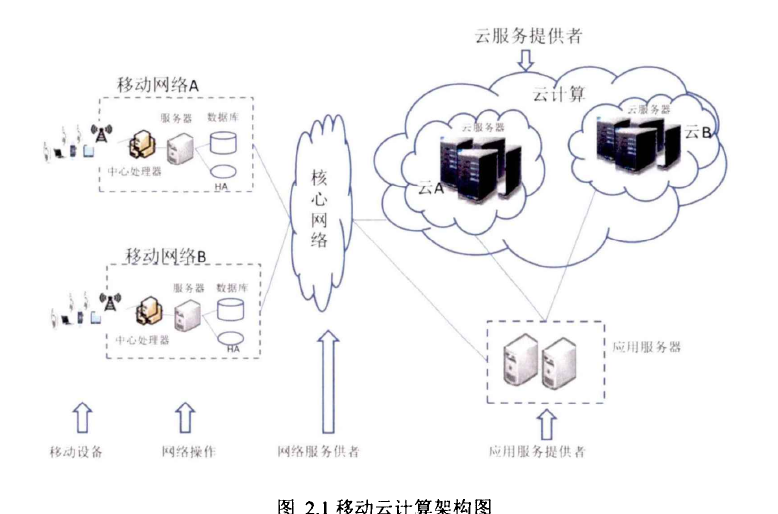 云服务提供者
云计算
移动网络A
服务器
数据库
中心处理器
HA
云服务器
云A
云服务器
云B
核
心
网
络
移动网络B
服务器
数据库
中心处理器
HA
应用服务器
移动设备
网络操作
网络服务供者
应用服务提供者
图 2.1 移动云计算架构图